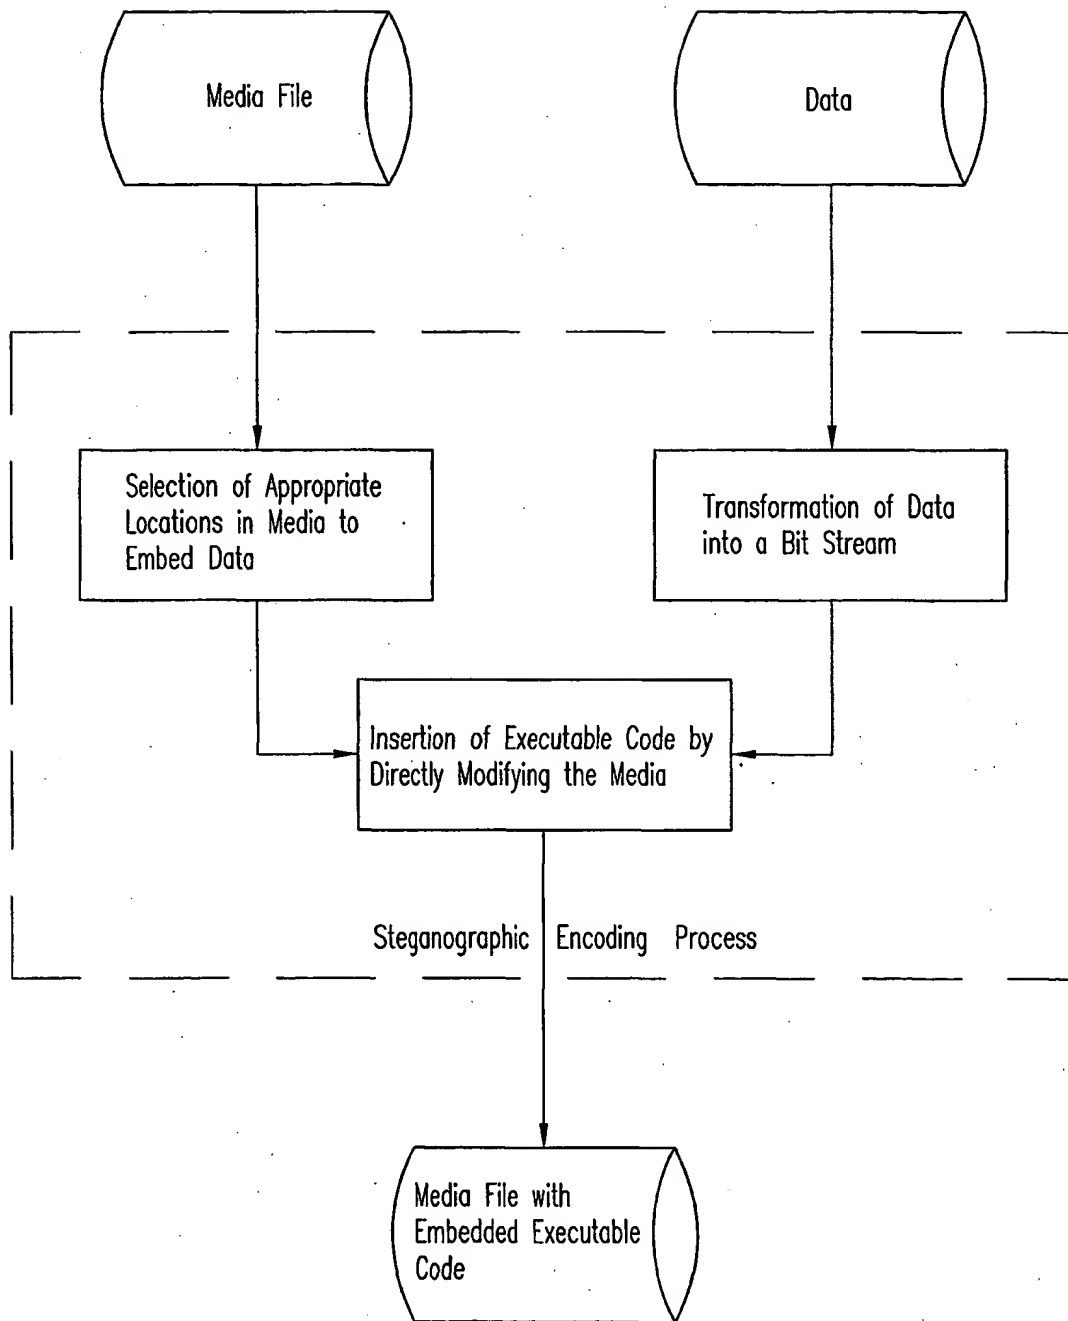 Media File
Data
Selection of Appropriate
Locations in Media to
Embed Data
Transformation of Data
into a Bit Stream
Insertion of Executable Code by
Directly Modifying the Media
Steganographic Encoding Process
Media File with
Embedded Executable
Code